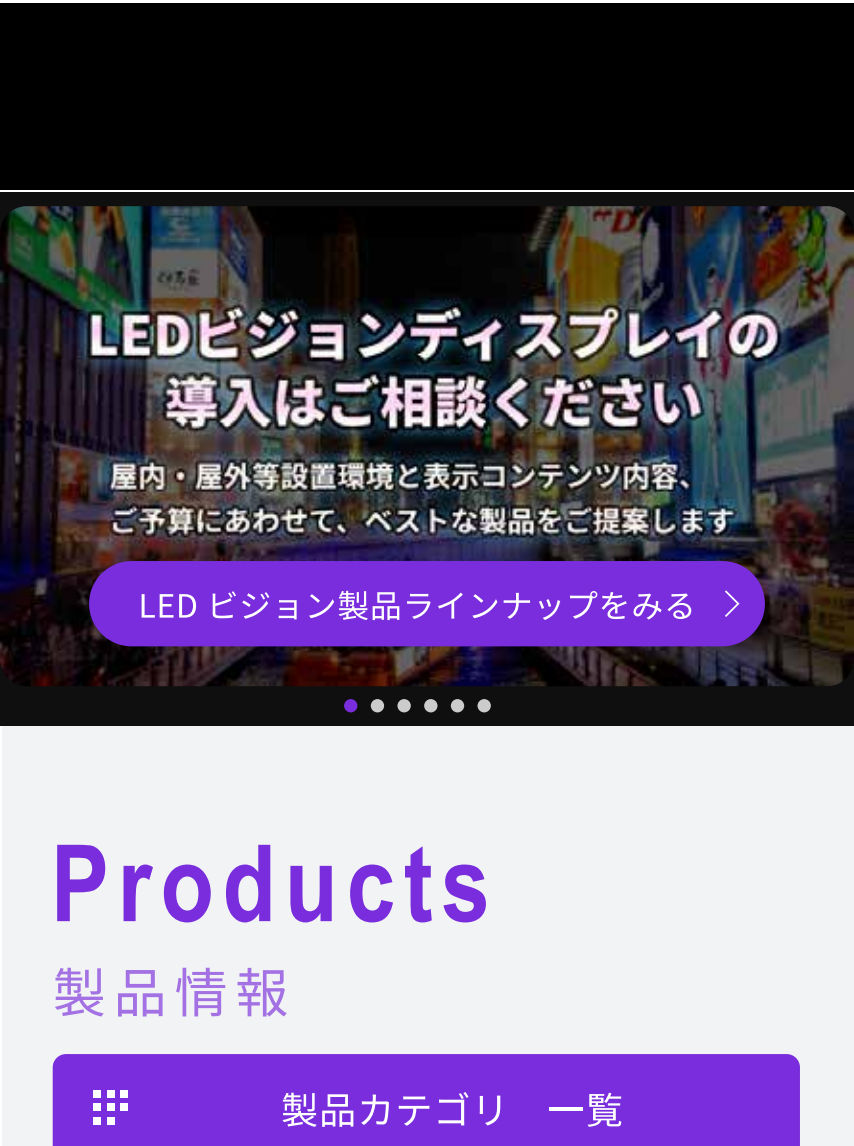 LEDビジョンディスプレイの
導入はご相談ください
屋内・屋外等設置環境と表示コンテンツ内容、
ご予算にあわせて、ベストな製品をご提案します
LED ビジョン製品ラインナップをみる
Products
製品情報
製品カテゴリ 一覧